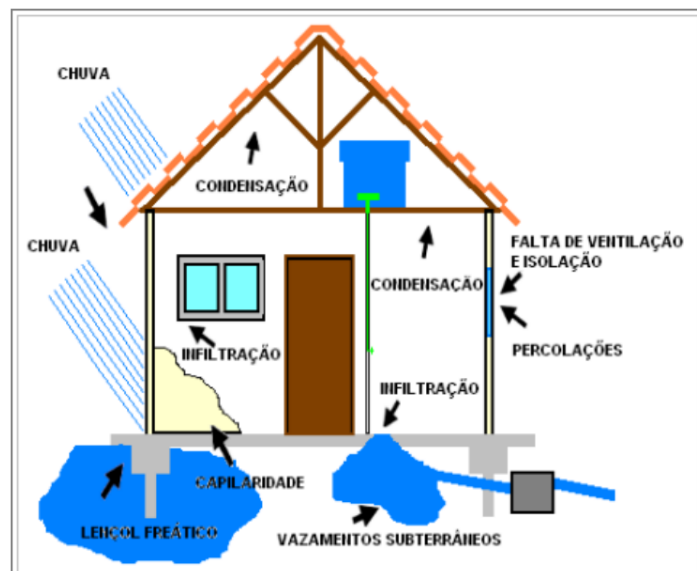 CHUVA
CONDENSAÇÃO
CHUVA
FALTA DE VENTILAÇÃO
E ISOLAÇÃO
CONDENSAÇÃO
PERCOLAÇÕES
INFILTRAÇÃO
INFILTRAÇÃO
CAPILARIDADE
LENÇOL FREÁTICO
VAZAMENTOS SUBTERRÂNEOS